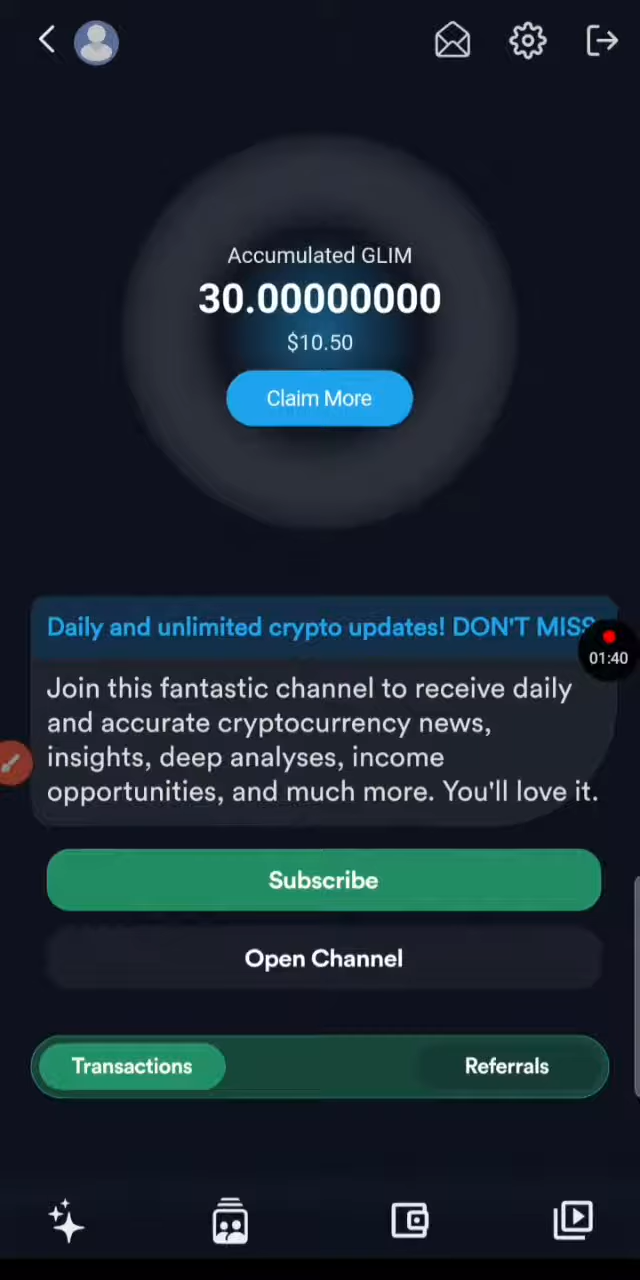 Accumulated GLIM
30.00000000
$10.50
Claim More
Daily and unlimited crypto updates! DON'T MISS
01:40
Join this fantastic channel to receive daily
and accurate cryptocurrency news,
insights, deep analyses, income
opportunities, and much more. You'll love it.
Subscribe
Open Channel
Transactions
Referrals